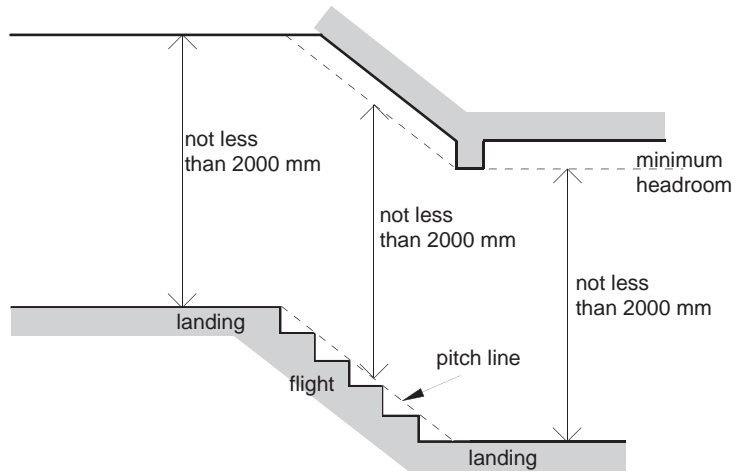 not less
than 2000 mm
minimum
headroom
not less
than 2000 mm
not less
than 2000 mm
landing
pitch line
flight
landing